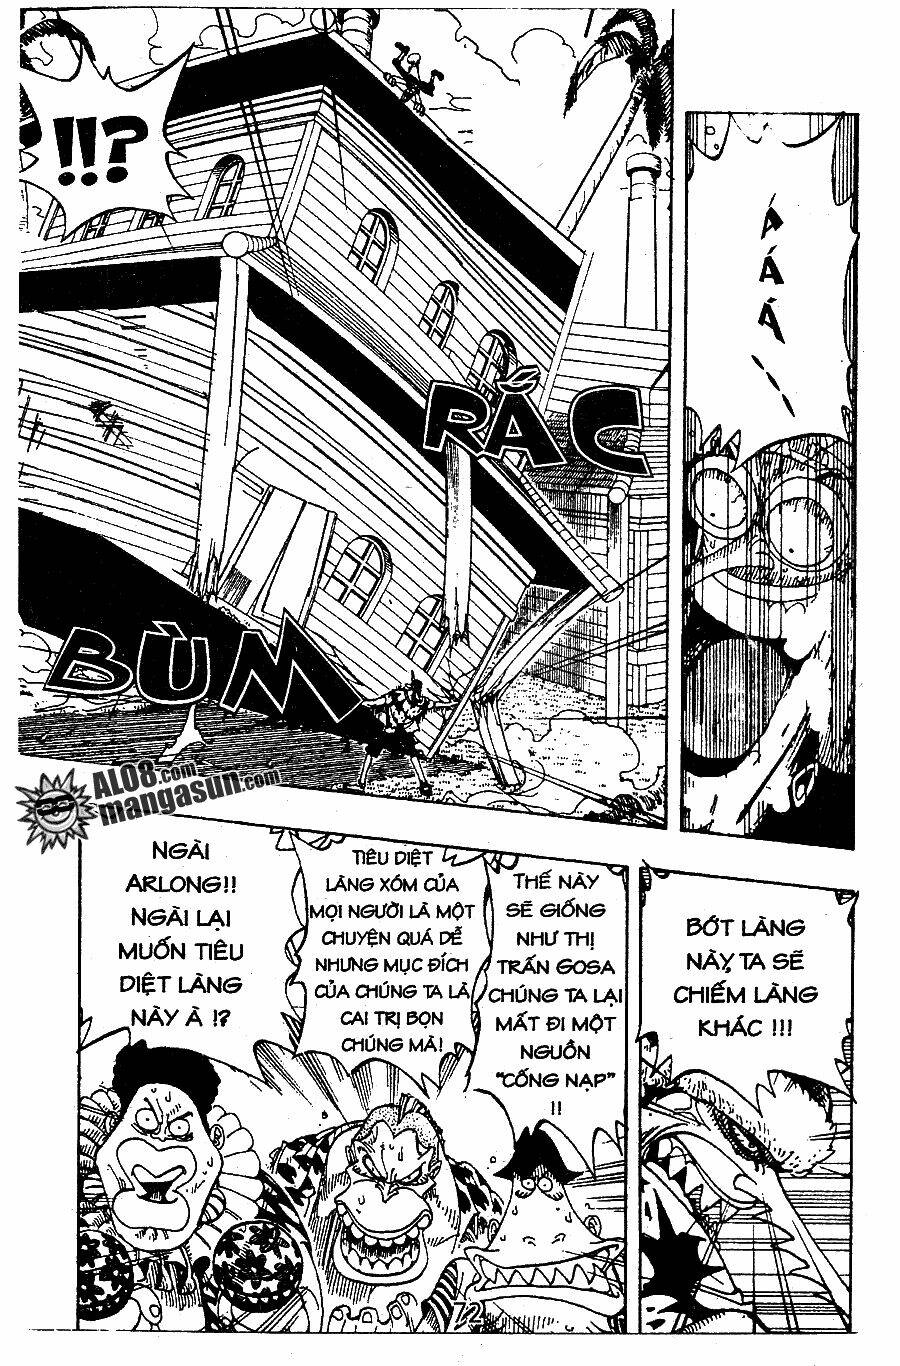 !!?
Á
Á
Á
!
RẮC
BÙM
ALO8.com
mangasun.com
NGÀI
ARLONG!!
NGÀI LẠI
MUỐN TIÊU
DIỆT LÀNG
NÀY À !?
TIÊU DIỆT
LÀNG XÓM CỦA
MỌI NGƯỜI LÀ MỘT
CHUYỆN QUÁ DỄ
NHƯNG MỤC ĐÍCH
CỦA CHÚNG TA LÀ
CAI TRỊ BỌN
CHÚNG MÀ!
THẾ NÀY
SẼ GIỐNG
NHƯ THỊ
TRẤN GOSA
CHÚNG TA LẠI
MẤT ĐI MỘT
NGUỒN
"CỐNG NẠP"
!!
BỚT LÀNG
NÀY, TA SẼ
CHIẾM LÀNG
KHÁC !!!
72